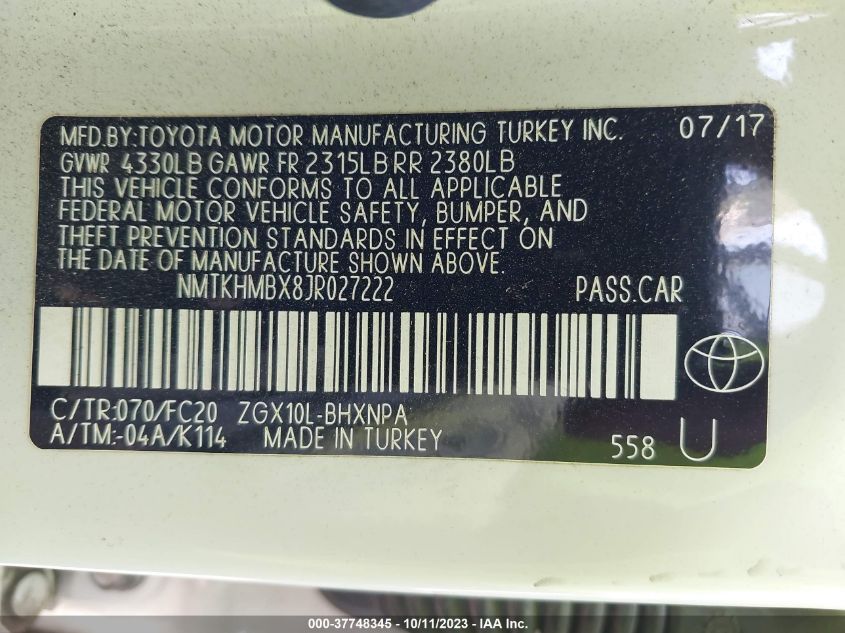 MFD.BY:TOYOTA MOTOR MANUFACTURING TURKEY INC. 07/17
GVWR 4330LB GAWR FR 2315LB RR 2380LB
THIS VEHICLE CONFORMS TO ALL APPLICABLE
FEDERAL MOTOR VEHICLE SAFETY, BUMPER, AND
THEFT PREVENTION STANDARDS IN EFFECT ON
THE DATE OF MANUFACTURE SHOWN ABOVE.
NMTKHMBX8JR027222 PASS.CAR
C/TR:070/FC20 ZGX10L-BHXNPA
A/TM:-04A/K114 MADE IN TURKEY 558 U
000-37748345 - 10/11/2023 - IAA Inc.